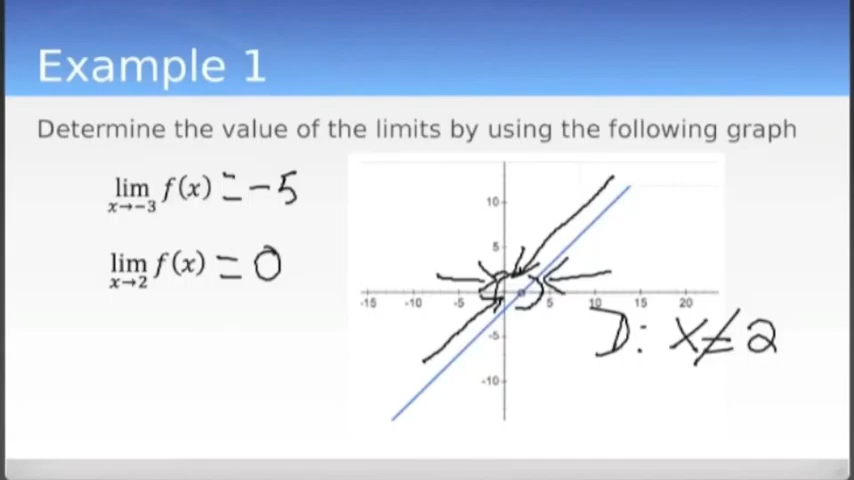 Example 1
Determine the value of the limits by using the following graph
lim f(x) = -5
x→-3
lim f(x) = 0
x→2
10
5
-15 -10 -5 5 10 15 20
-5
-10
D: x≠2